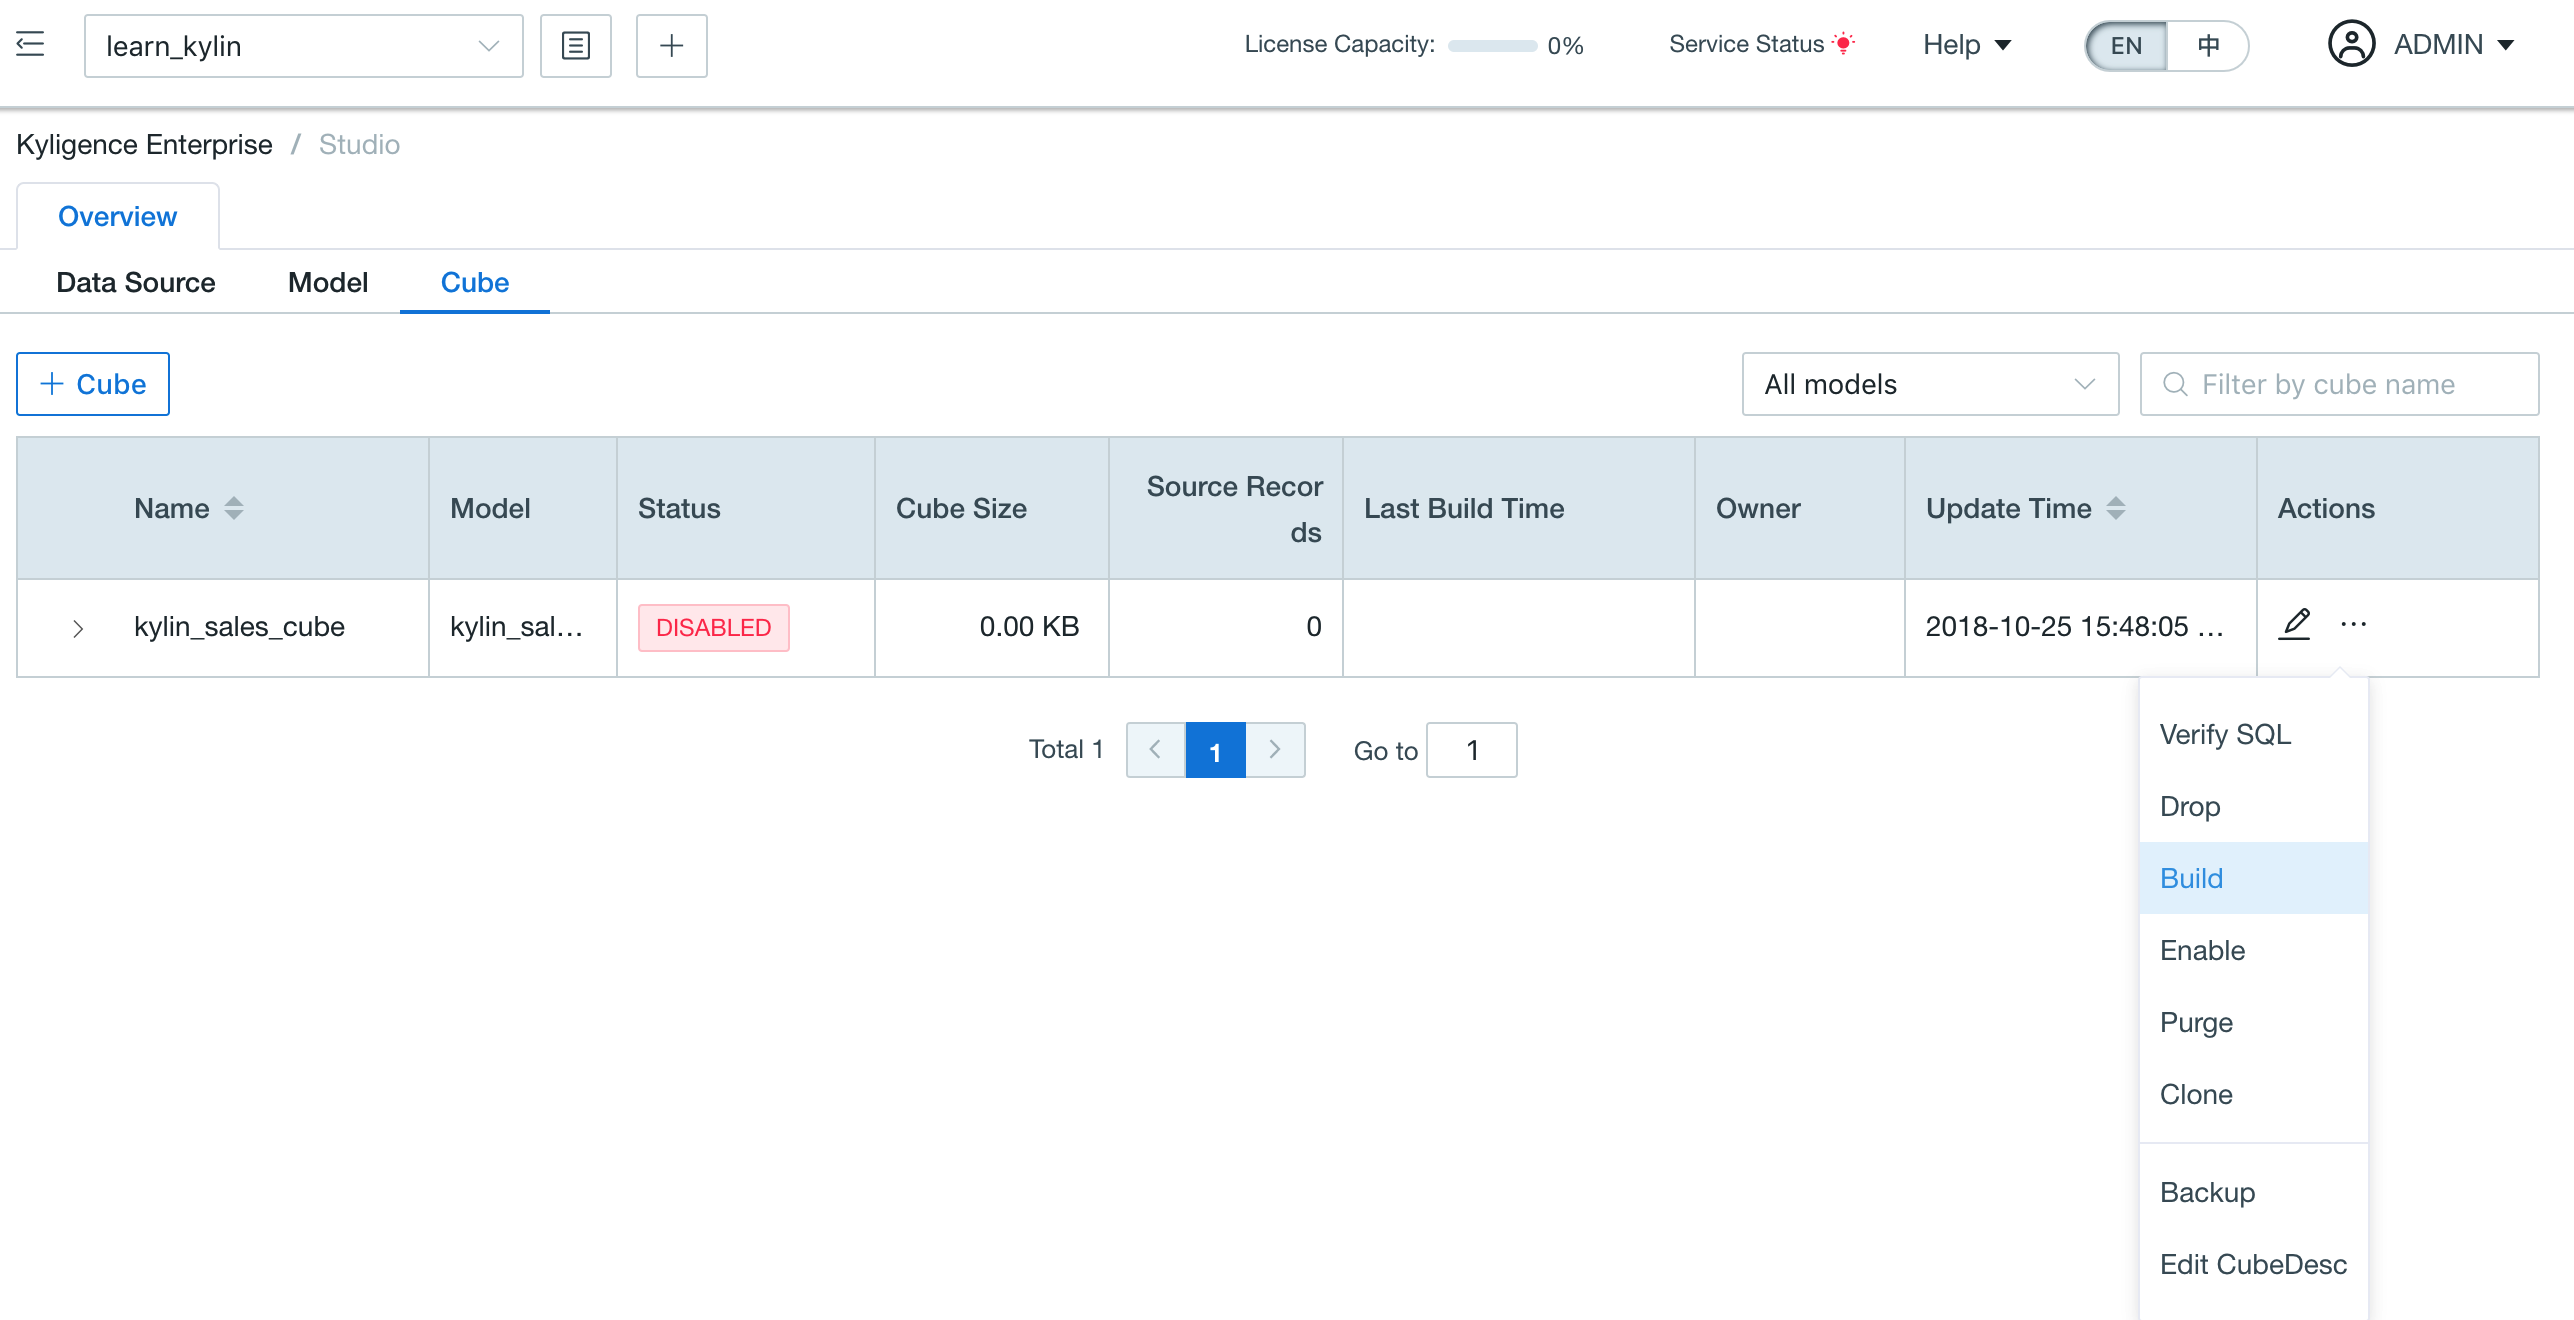 learn_kylin
License Capacity: 0%
Service Status
Help
EN 中
ADMIN
Kyligence Enterprise / Studio
Overview
Data Source Model Cube
+ Cube
All models
Filter by cube name
Name Model Status Cube Size Source Recor
ds
Last Build Time Owner Update Time Actions
kylin_sales_cube kylin_sal... DISABLED 0.00 KB 0 2018-10-25 15:48:05 ... ...
Total 1 < 1 > Go to 1
Verify SQL
Drop
Build
Enable
Purge
Clone
Backup
Edit CubeDesc